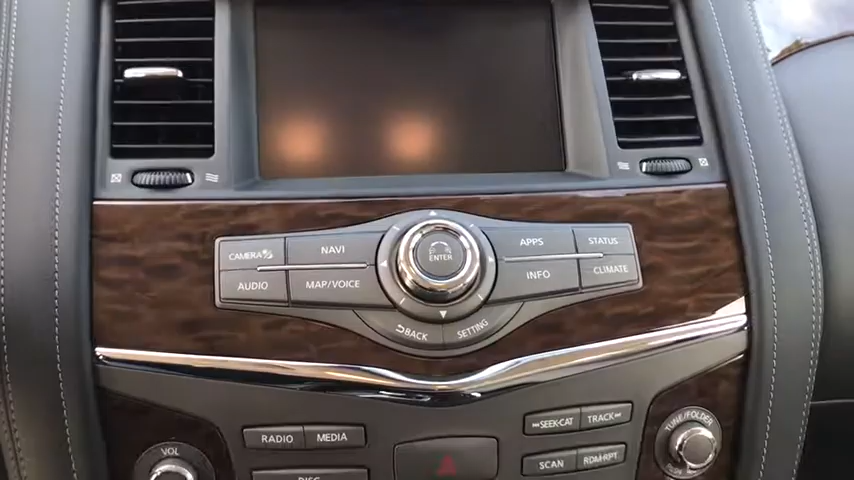 CAMERA
NAVI
APPS
STATUS
ENTER
AUDIO
MAP/VOICE
INFO
CLIMATE
BACK
SETTING
RADIO
MEDIA
SEEK·CAT
TRACK
TUNE/FOLDER
VOL
DISC
SCAN
RDM·RPT